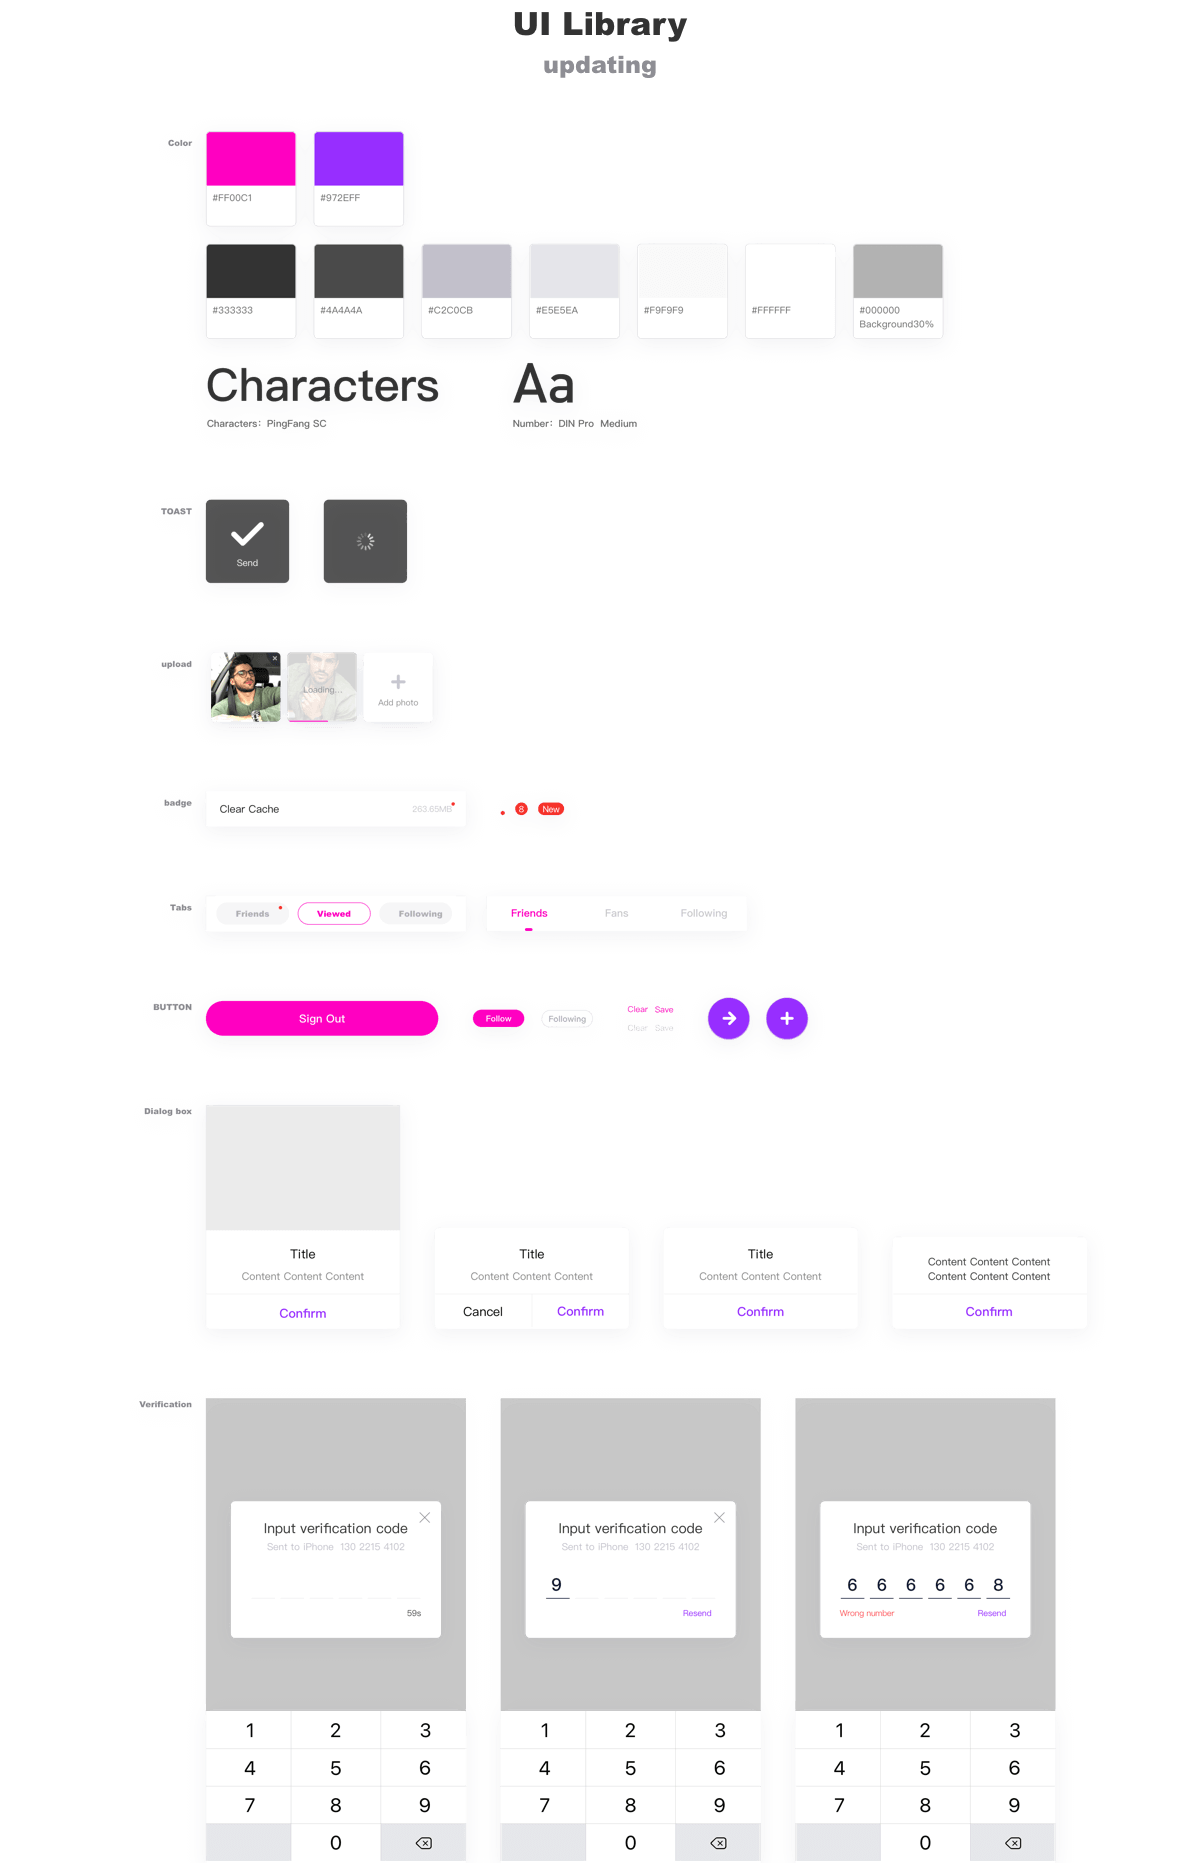 UI Library
updating
Color
#FF00C1
#972EFF
#333333
#4A4A4A
#C2C0CB
#E5E5EA
#F9F9F9
#FFFFFF
#000000
Background30%
Characters
Aa
Characters: PingFang SC
Number: DIN Pro Medium
TOAST
Send
upload
Loading...
Add photo
badge
Clear Cache
263.65MB
8
New
Tabs
Friends
Viewed
Following
Friends
Fans
Following
BUTTON
Sign Out
Follow
Following
Clear Save
Clear Save
Dialog box
Title
Content Content Content
Confirm
Title
Content Content Content
Cancel
Confirm
Title
Content Content Content
Confirm
Content Content Content
Content Content Content
Confirm
Verification
Input verification code
Sent to iPhone 130 2215 4102
59s
1 2 3
4 5 6
7 8 9
0
Input verification code
Sent to iPhone 130 2215 4102
9
Resend
1 2 3
4 5 6
7 8 9
0
Input verification code
Sent to iPhone 130 2215 4102
6 6 6 6 6 8
Wrong number
Resend
1 2 3
4 5 6
7 8 9
0